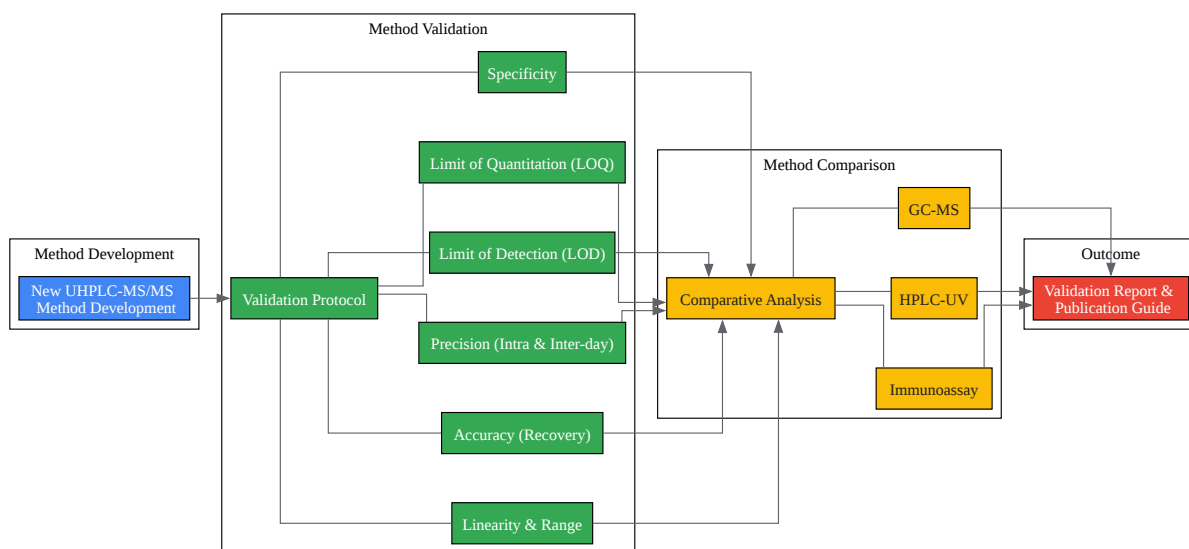 Method Validation
Specificity
Limit of Quantitation (LOQ)
Method Comparison
GC-MS
Method Development
Limit of Detection (LOD)
Outcome
New UHPLC-MS/MS
Method Development
Validation Protocol
Comparative Analysis
HPLC-UV
Validation Report &
Publication Guide
Precision (Intra & Inter-day)
Immunoassay
Accuracy (Recovery)
Linearity & Range